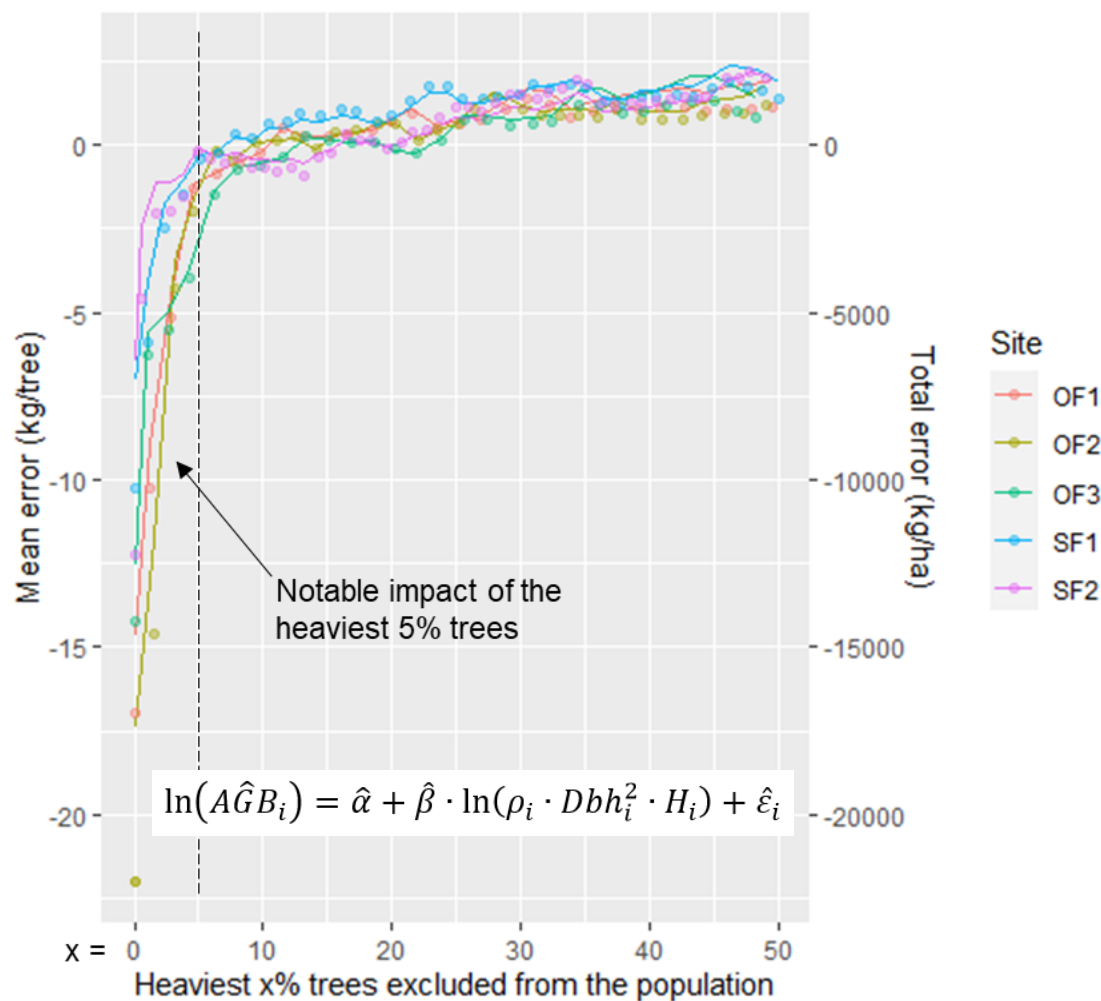 0
-5
-10
-15
-20
Mean error (kg/tree)
0
-5000
-10000
-15000
-20000
Total error (kg/ha)
Site
OF1
OF2
OF3
SF1
SF2
Notable impact of the
heaviest 5% trees
ln(AĜB_i) = α̂ + β̂ · ln(ρ_i · Dbh_i^2 · H_i) + ε̂_i
x = 0 10 20 30 40 50
Heaviest x% trees excluded from the population